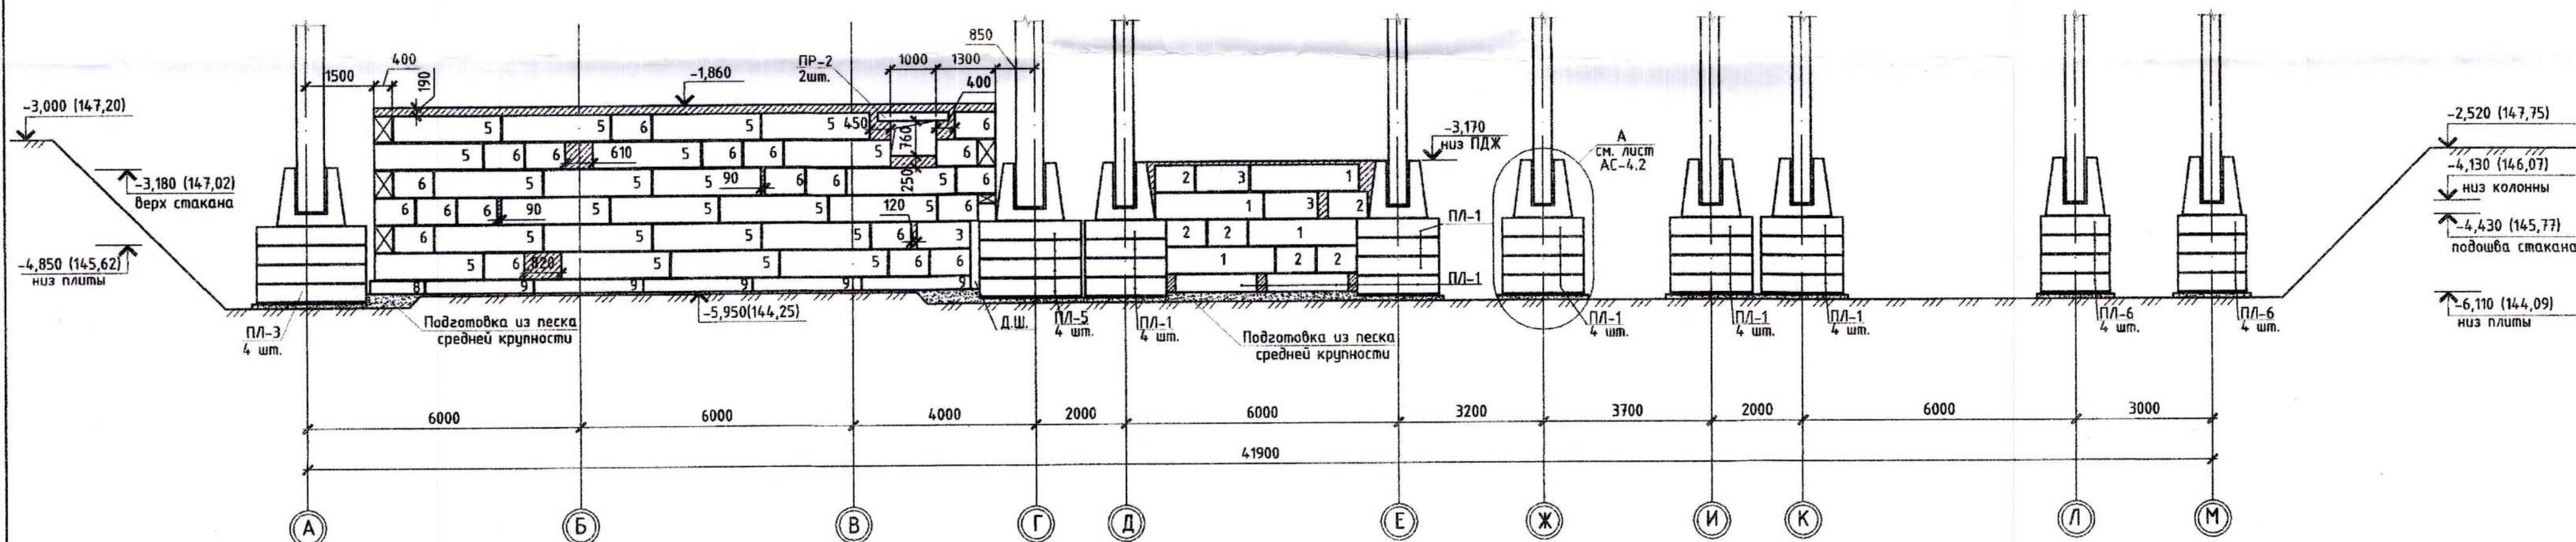 850
ПР-2
2шт.
1000
1300
400
1500
400
190
-1,860
-3,000 (147,20)
-2,520 (147,75)
5
5
6
5
5
450
760
6
-3,170
низ ПДЖ
А
см. лист
АС-4.2
-4,130 (146,07)
низ колонны
5
6
6
610
5
6
6
5
6
-3,180 (147,02)
верх стакана
6
5
5
5
90
6
6
250
5
6
2
3
1
6
6
6
90
5
5
5
120
5
6
1
3
2
ПЛ-1
-4,430 (145,77)
подошва стакана
6
5
5
5
5
6
3
2
2
1
-4,850 (145,62)
низ плиты
5
6
820
5
5
5
6
6
1
2
2
ПЛ-1
8
9
9
9
9
-5,950(144,25)
-6,110 (144,09)
низ плиты
ПЛ-3
4 шт.
Подготовка из песка
средней крупности
Д.Ш.
ПЛ-5
4 шт.
ПЛ-1
4 шт.
Подготовка из песка
средней крупности
ПЛ-1
4 шт.
ПЛ-1
4 шт.
ПЛ-1
4 шт.
ПЛ-6
4 шт.
ПЛ-6
4 шт.
6000
6000
4000
2000
6000
3200
3700
2000
6000
3000
41900
А
Б
В
Г
Д
Е
Ж
И
К
Л
М